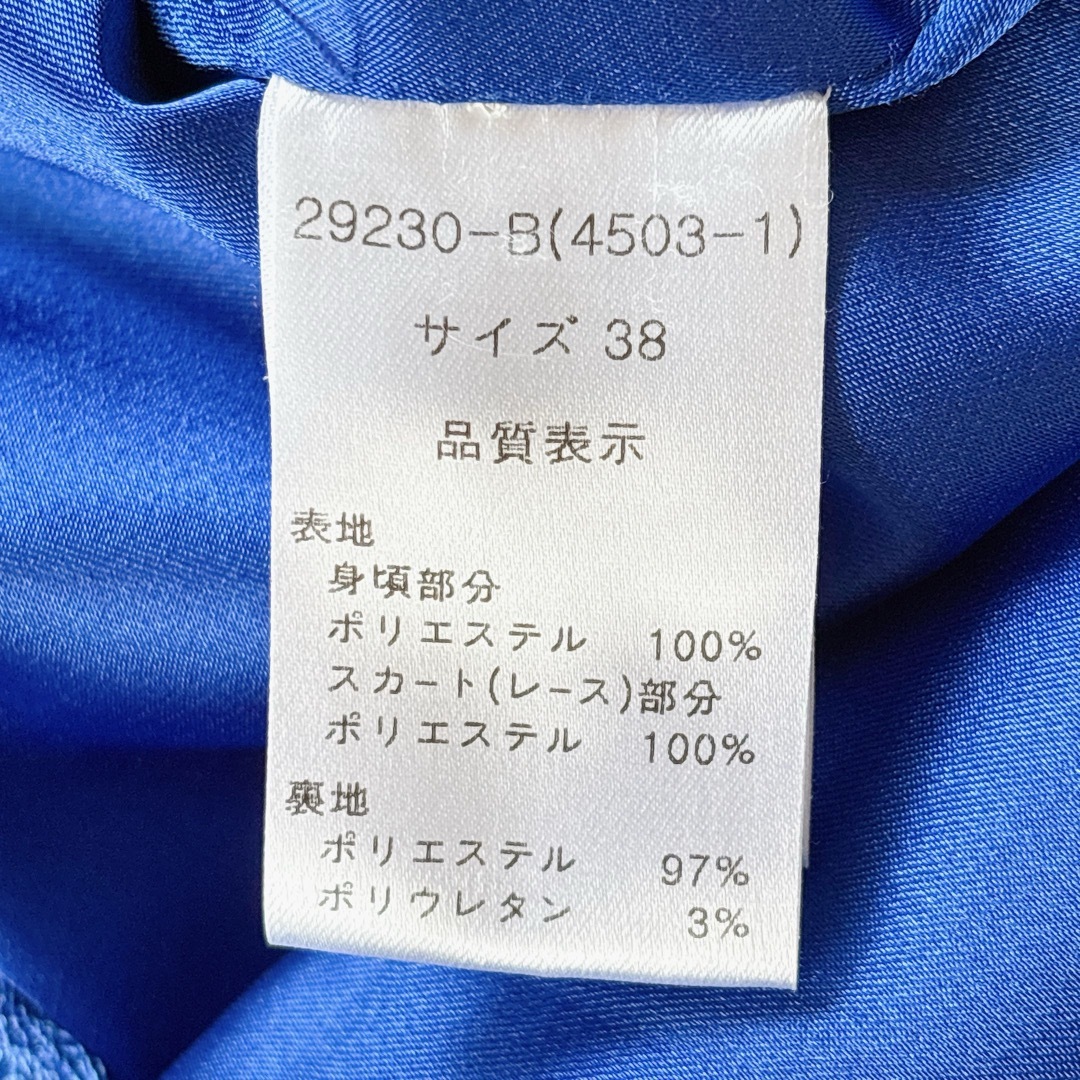 29230-B(4503-1)
サイズ 38
品質表示
表地
身頃部分
ポリエステル 100%
スカート(レース)部分
ポリエステル 100%
裏地
ポリエステル 97%
ポリウレタン 3%